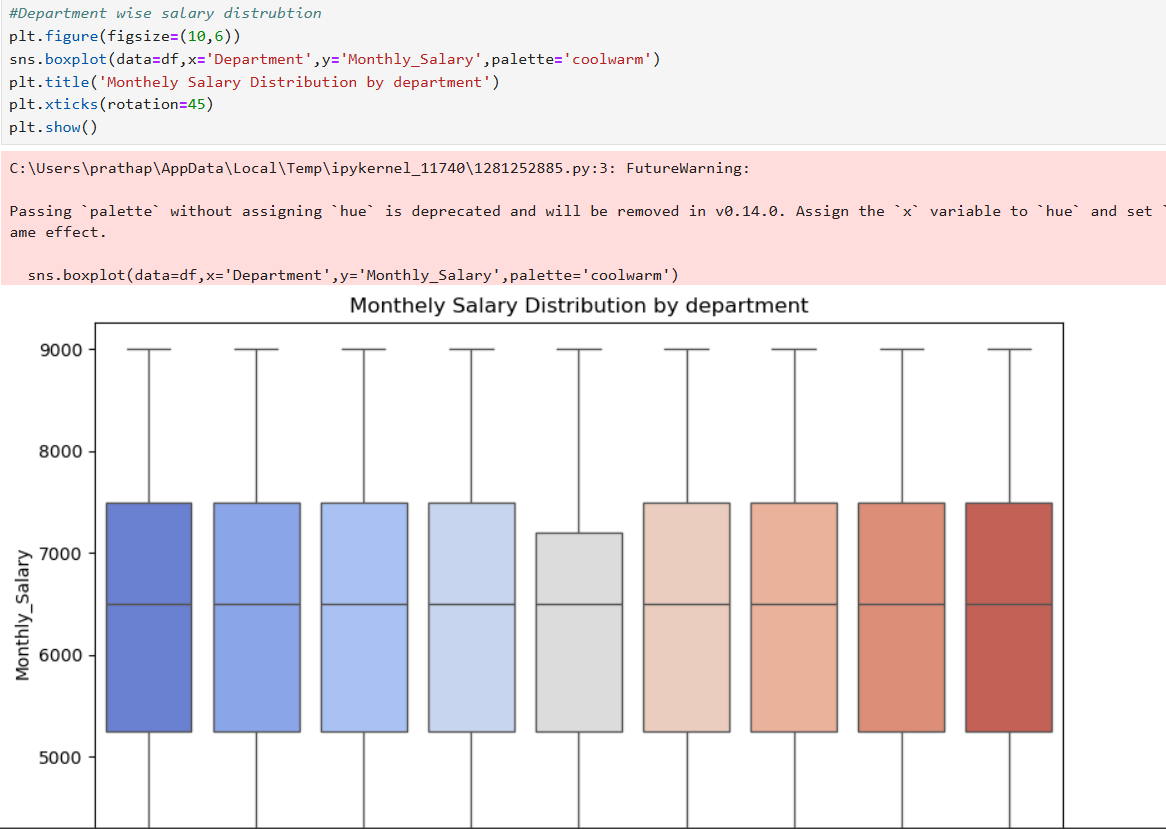 #Department wise salary distrubtion
plt.figure(figsize=(10,6))
sns.boxplot(data=df,x='Department',y='Monthly_Salary',palette='coolwarm')
plt.title('Monthely Salary Distribution by department')
plt.xticks(rotation=45)
plt.show()
C:\Users\prathap\AppData\Local\Temp\ipykernel_11740\1281252885.py:3: FutureWarning:
Passing `palette` without assigning `hue` is deprecated and will be removed in v0.14.0. Assign the `x` variable to `hue` and set `
ame effect.
sns.boxplot(data=df,x='Department',y='Monthly_Salary',palette='coolwarm')
Monthely Salary Distribution by department
9000
8000
7000
6000
5000
Monthly_Salary